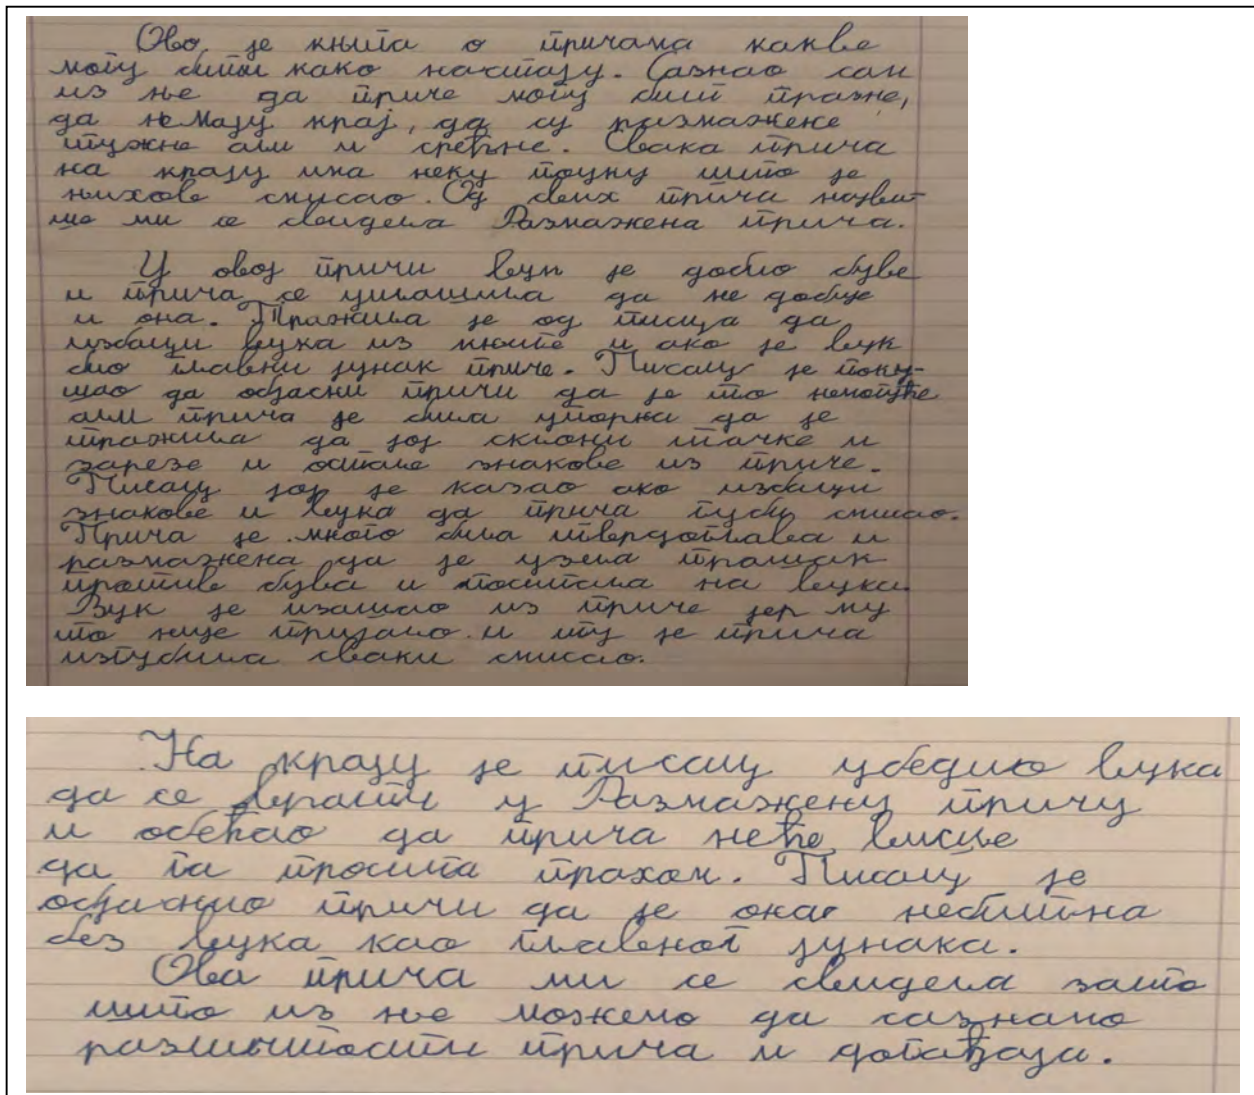 Ово је књига о причама какве
могу бити како настају. Сазнао сам
из ње да приче могу бит празне,
да немају крај, да су размажене
тужне али и срећне. Свака прича
на крају има неку поуку што је
њихове смисао. Од свих прича највит-
ше ми се свидела Размажена прича.
У овој причи вук је добио буве
и прича се уплашила да не добије
и она. Тражила је од писца да
избаци вука из књиге и ако је вук
био главни јунак приче. Писац је поку-
шао да објасни причи да је то немогуће
али прича је била упорна да је
тражила да јој склони тачке и
зарезе и остале знакове из приче.
Писац јој је казао ако избаци
знакове и вука да прича губи смисао.
Прича је много била тврдоглава и
размажена да је узела прашак
против бува и посипала на вука.
Вук је изашао из приче јер му
то није пријало и ту је прича
изгубила сваки смисао.
На крају је писац убедио вука
да се врати у Размажену причу
и обећао да прича неће више
да га просипа прахом. Писац је
објаснио причи да је она небитна
без вука као главног јунака.
Ова прича ми се свидела зато
што из ње можемо да сазнамо
различитости прича и догађаја.